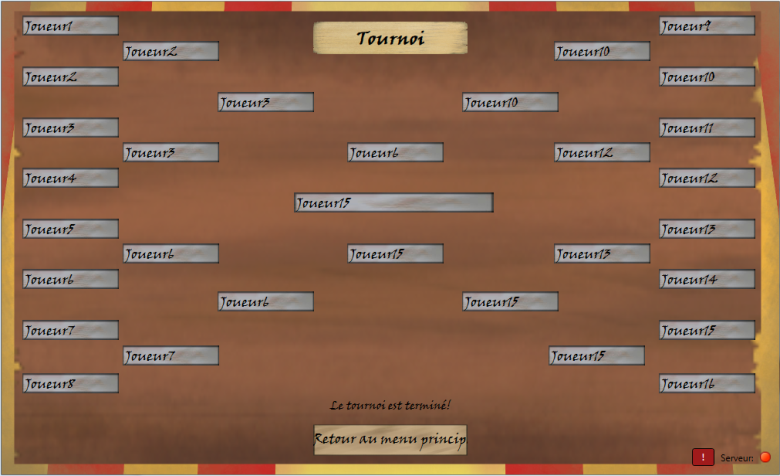 Joueur1
Tournoi
Joueur9
Joueur2
Joueur10
Joueur2
Joueur10
Joueur3
Joueur10
Joueur3
Joueur11
Joueur3
Joueur6
Joueur12
Joueur4
Joueur12
Joueur15
Joueur5
Joueur13
Joueur6
Joueur15
Joueur13
Joueur6
Joueur14
Joueur6
Joueur15
Joueur7
Joueur15
Joueur7
Joueur15
Joueur8
Joueur16
Le tournoi est terminé!
Retour au menu princip
! Serveur: